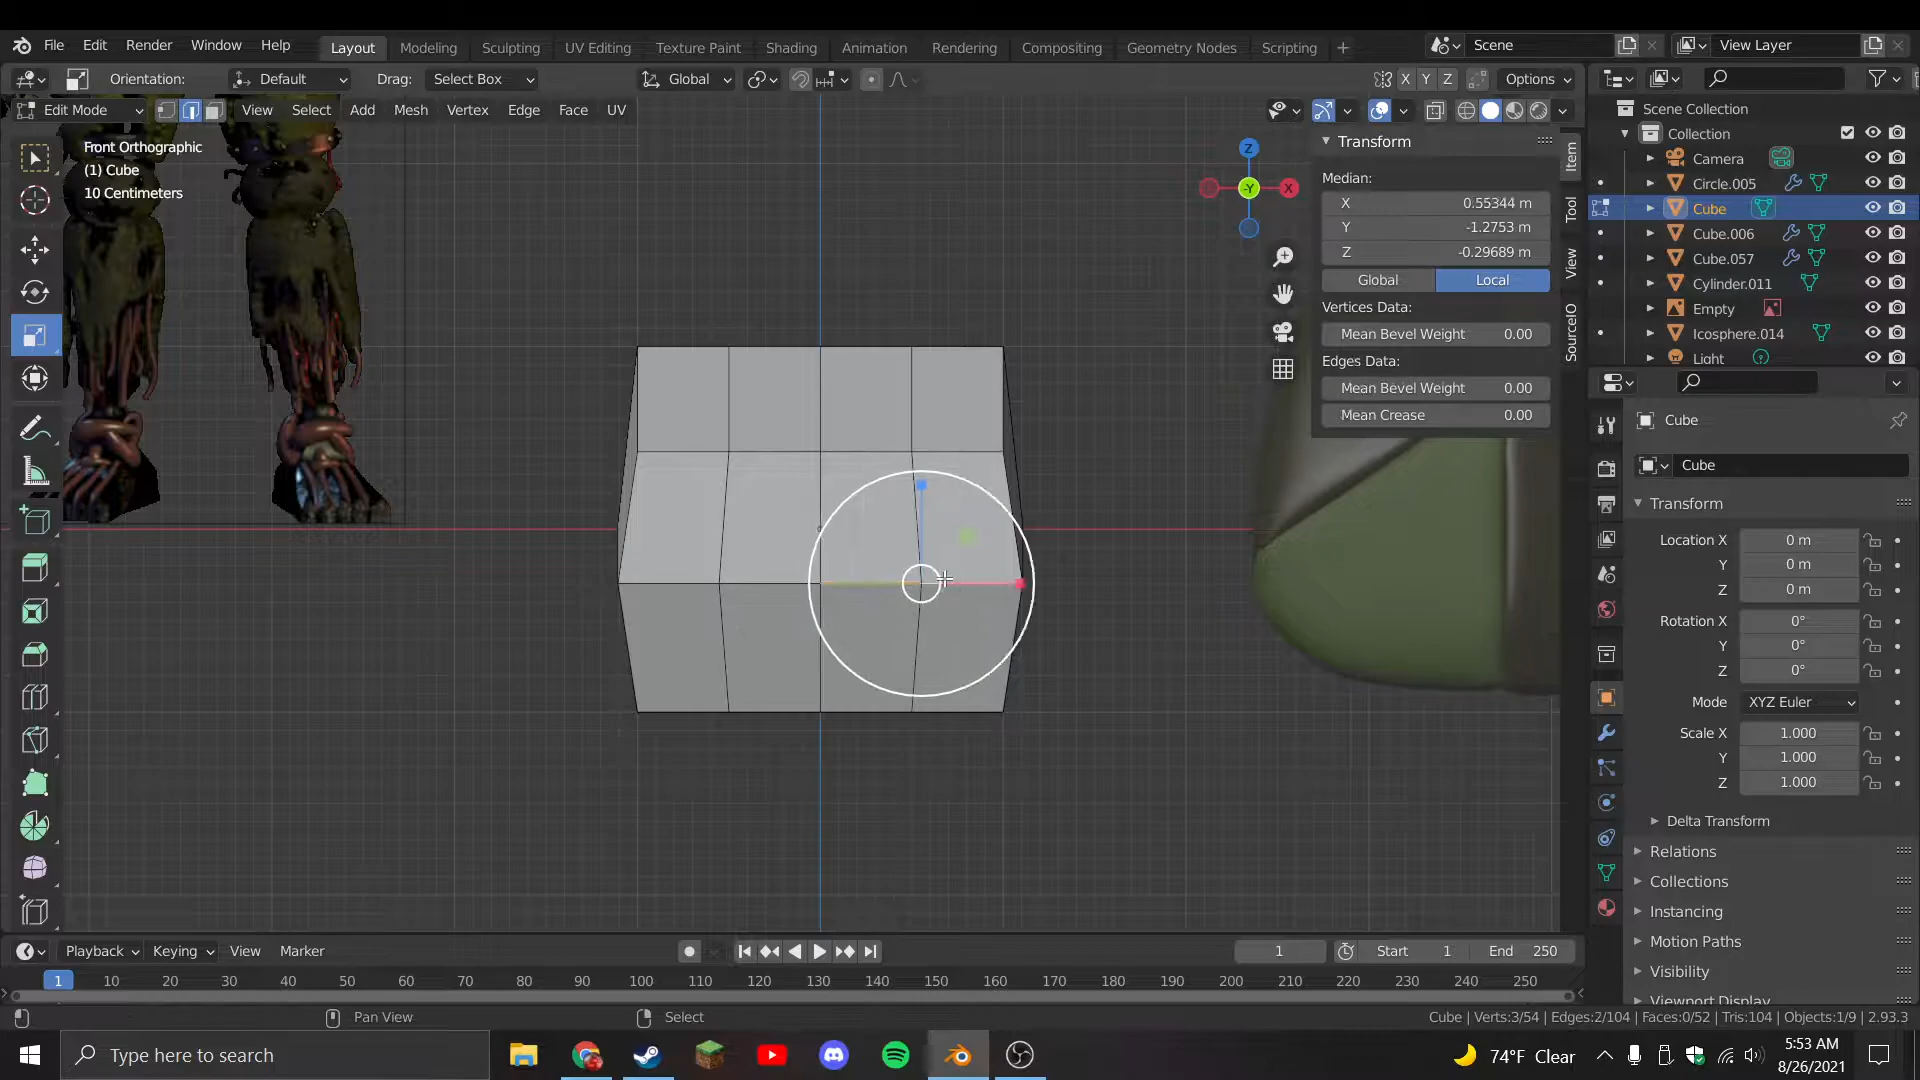 File Edit Render Window Help Layout Modeling Sculpting UV Editing Texture Paint Shading Animation Rendering Compositing Geometry Nodes Scripting + Scene View Layer
Orientation: Default Drag: Select Box Global X Y Z Options
Edit Mode View Select Add Mesh Vertex Edge Face UV
Front Orthographic
(1) Cube
10 Centimeters
Z
-Y
X
Transform
Median:
X 0.55344 m
Y -1.2753 m
Z -0.29689 m
Global Local
Vertices Data:
Mean Bevel Weight 0.00
Edges Data:
Mean Bevel Weight 0.00
Mean Crease 0.00
Item
Tool
View
SourceIO
Scene Collection
Collection
Camera
Circle.005
Cube
Cube.006
Cube.057
Cylinder.011
Empty
Icosphere.014
Light
Cube
Cube
Transform
Location X 0 m
Y 0 m
Z 0 m
Rotation X 0°
Y 0°
Z 0°
Mode XYZ Euler
Scale X 1.000
Y 1.000
Z 1.000
Delta Transform
Relations
Collections
Instancing
Motion Paths
Visibility
Viewport Display
Playback Keying View Marker 1 Start 1 End 250
1 10 20 30 40 50 60 70 80 90 100 110 120 130 140 150 160 170 180 190 200 210 220 230 240 250
Pan View Select Cube | Verts:3/54 | Edges:2/104 | Faces:0/52 | Tris:104 | Objects:1/9 | 2.93.3
Type here to search 74°F Clear 5:53 AM
8/26/2021